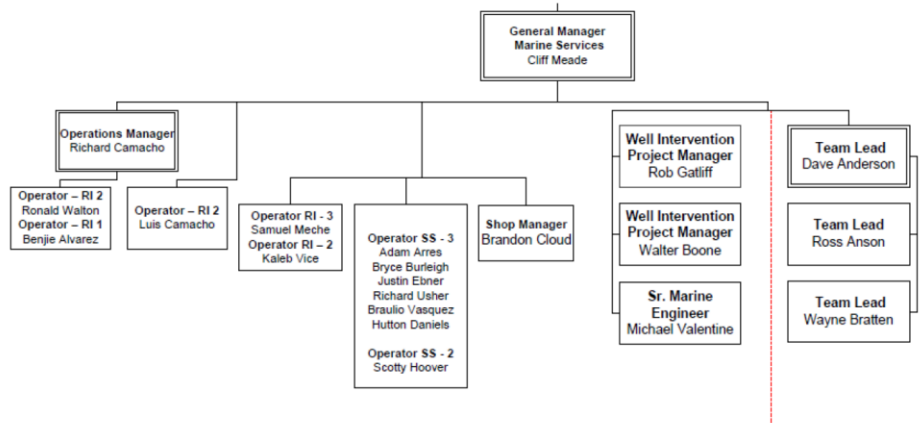 General Manager
Marine Services
Cliff Meade
Operations Manager
Richard Camacho
Operator – RI 2
Ronald Walton
Operator – RI 1
Benjie Alvarez
Operator – RI 2
Luis Camacho
Operator RI - 3
Samuel Meche
Operator RI – 2
Kaleb Vice
Operator SS - 3
Adam Arres
Bryce Burleigh
Justin Ebner
Richard Usher
Braulio Vasquez
Hutton Daniels
Operator SS - 2
Scotty Hoover
Shop Manager
Brandon Cloud
Well Intervention
Project Manager
Rob Gatliff
Well Intervention
Project Manager
Walter Boone
Sr. Marine
Engineer
Michael Valentine
Team Lead
Dave Anderson
Team Lead
Ross Anson
Team Lead
Wayne Bratten